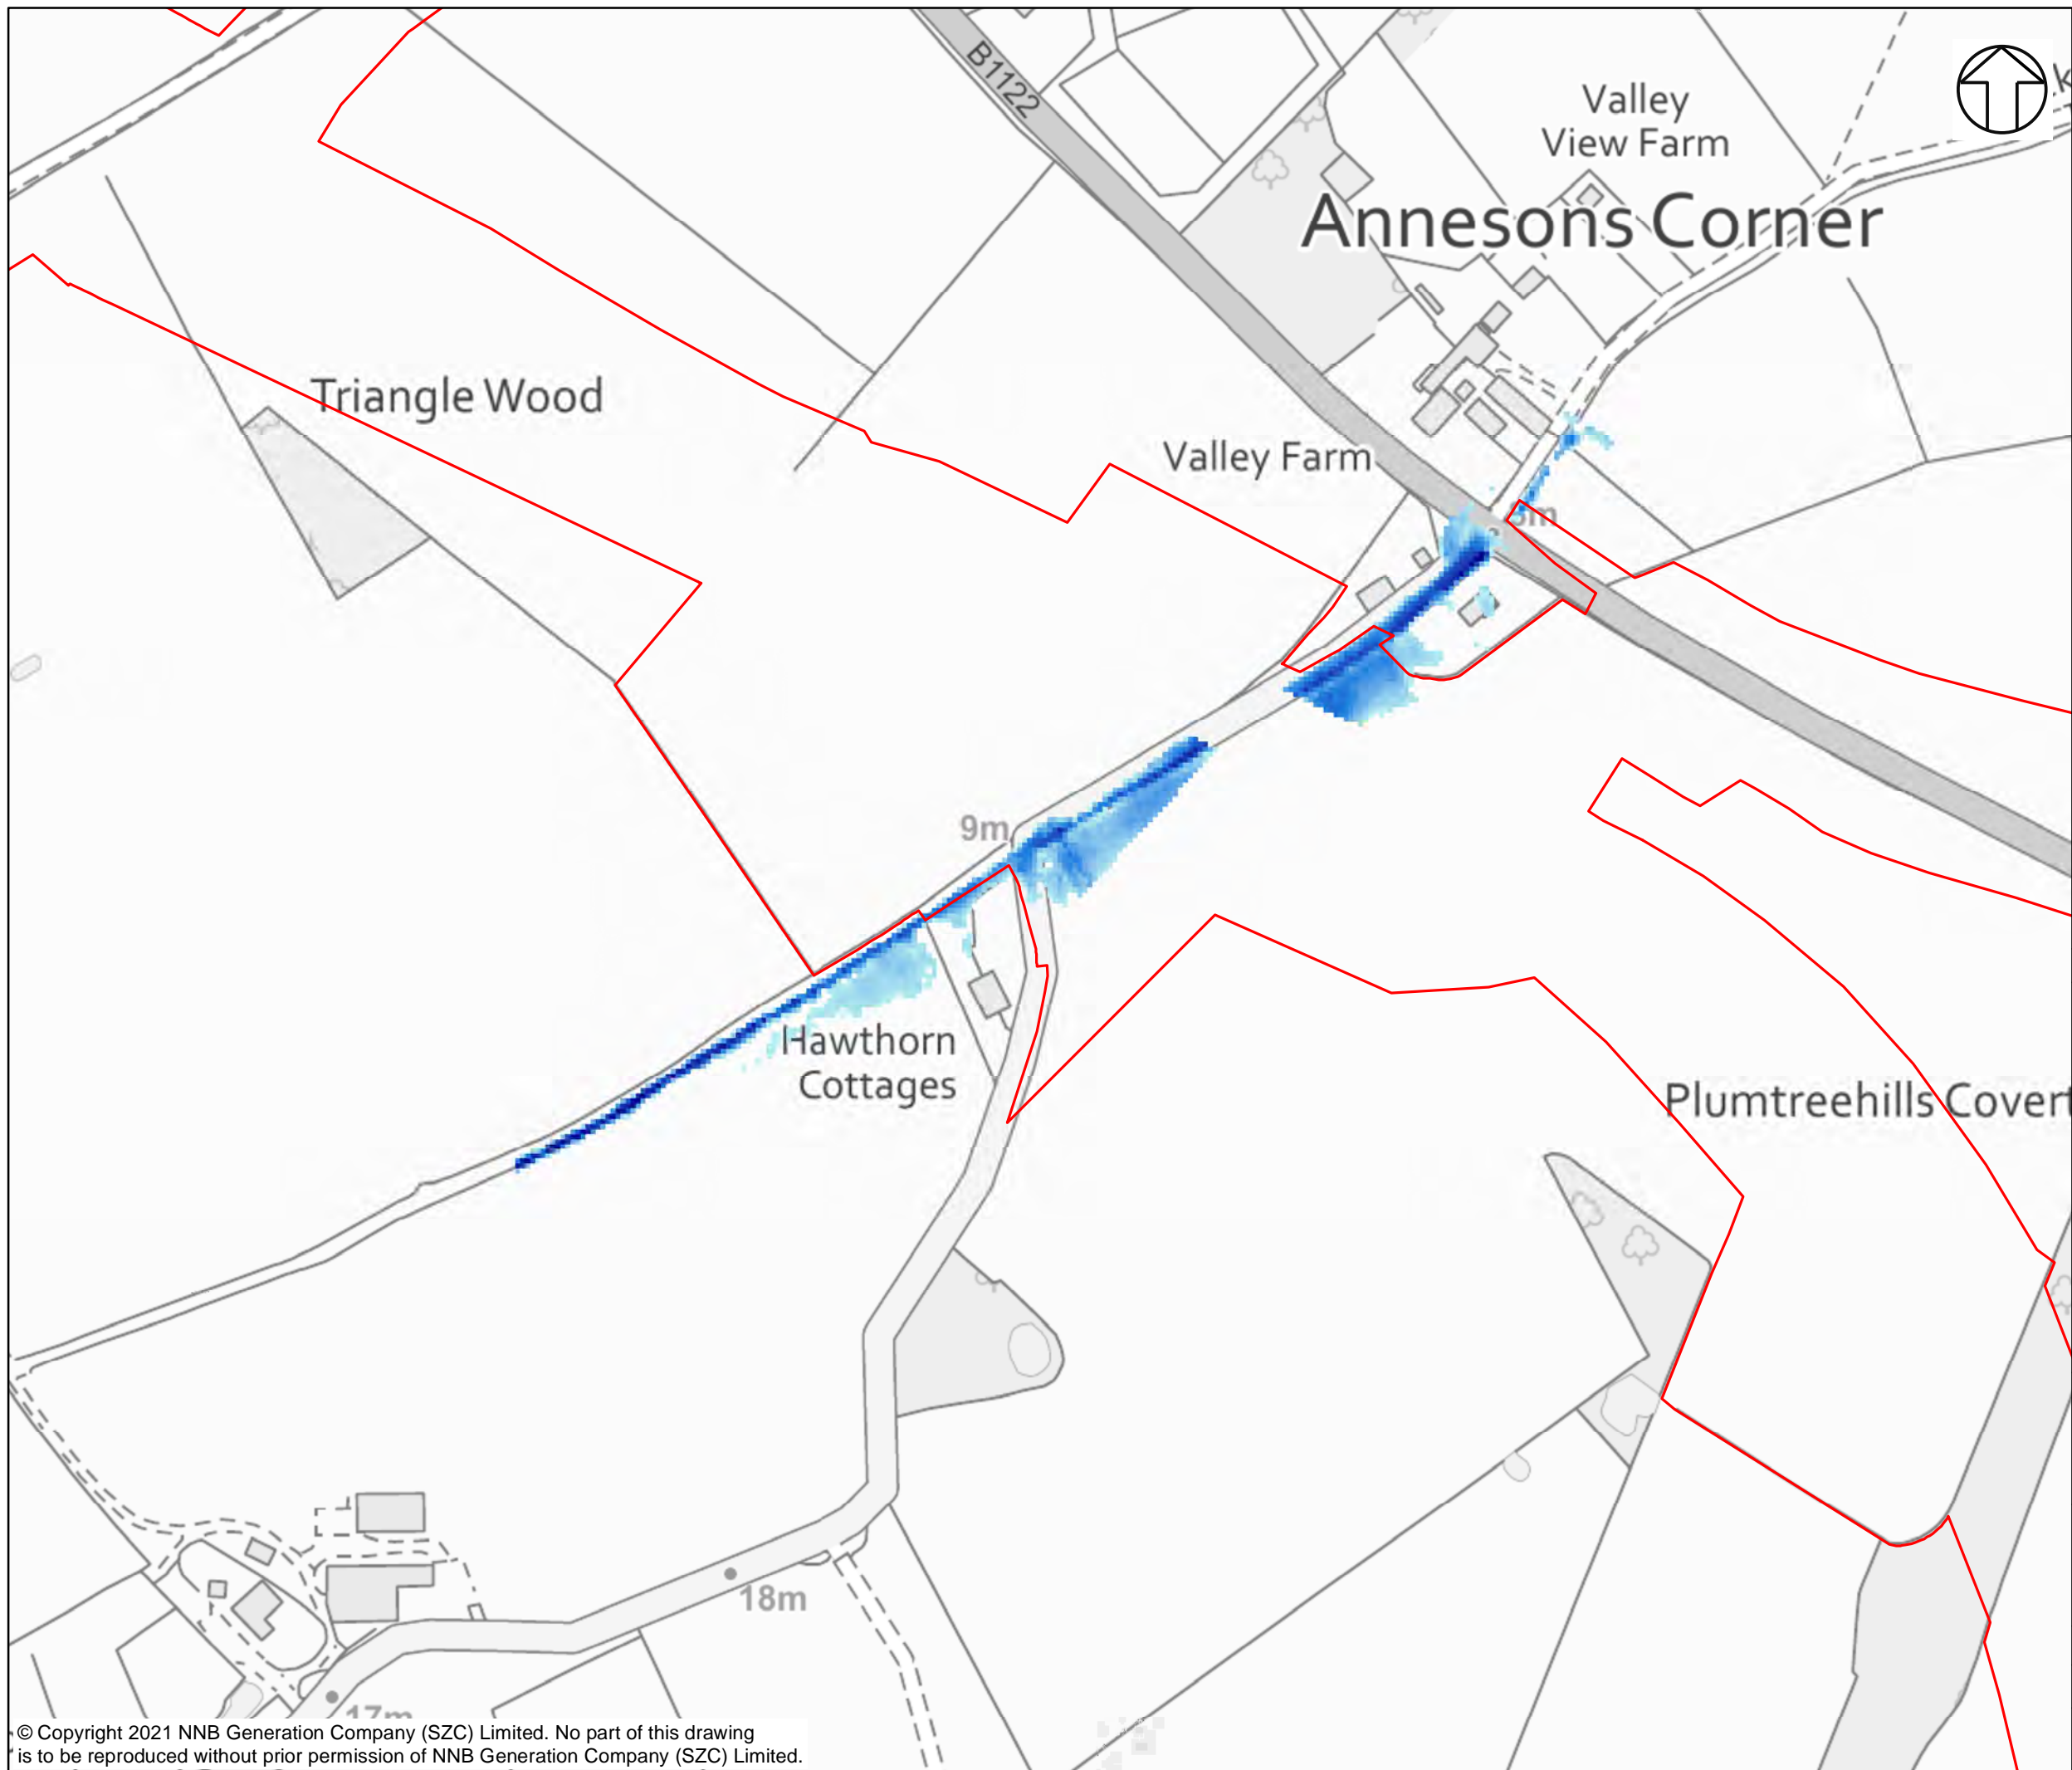 B1122
Valley
View Farm
Annesons Corner
Triangle Wood
Valley Farm
9m
Hawthorn
Cottages
Plumtreehills Covert
18m
17m
© Copyright 2021 NNB Generation Company (SZC) Limited. No part of this drawing
is to be reproduced without prior permission of NNB Generation Company (SZC) Limited.